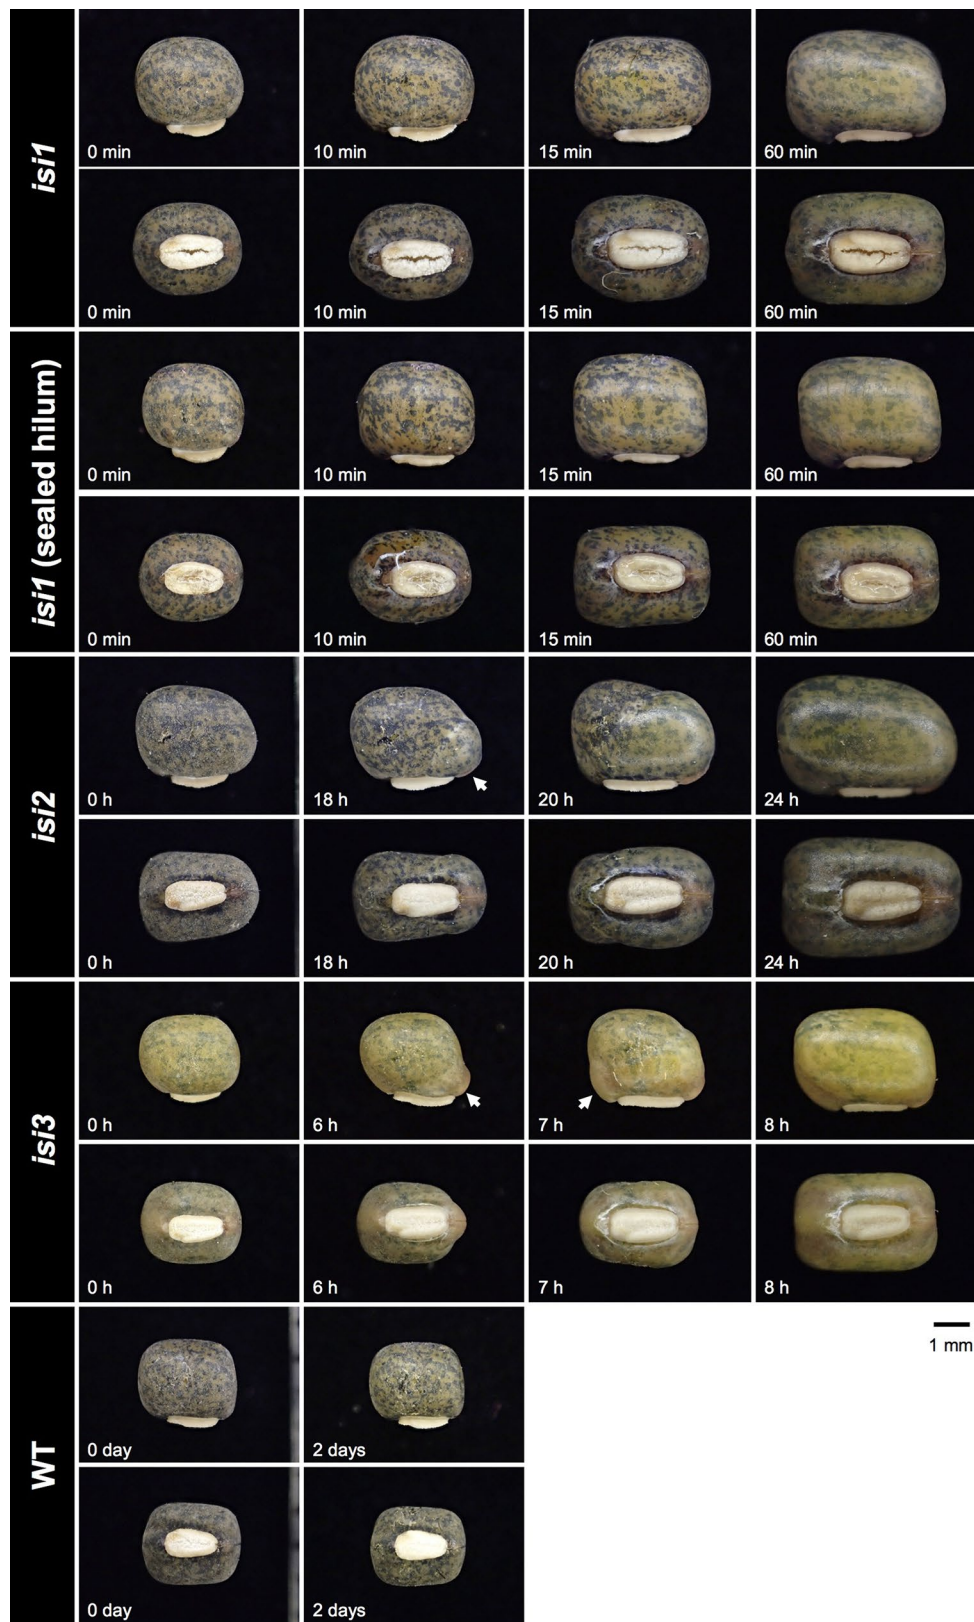 isi1
0 min
10 min
15 min
60 min
0 min
10 min
15 min
60 min
isi1 (sealed hilum)
0 min
10 min
15 min
60 min
0 min
10 min
15 min
60 min
isi2
0 h
18 h
20 h
24 h
0 h
18 h
20 h
24 h
isi3
0 h
6 h
7 h
8 h
0 h
6 h
7 h
8 h
1 mm
WT
0 day
2 days
0 day
2 days